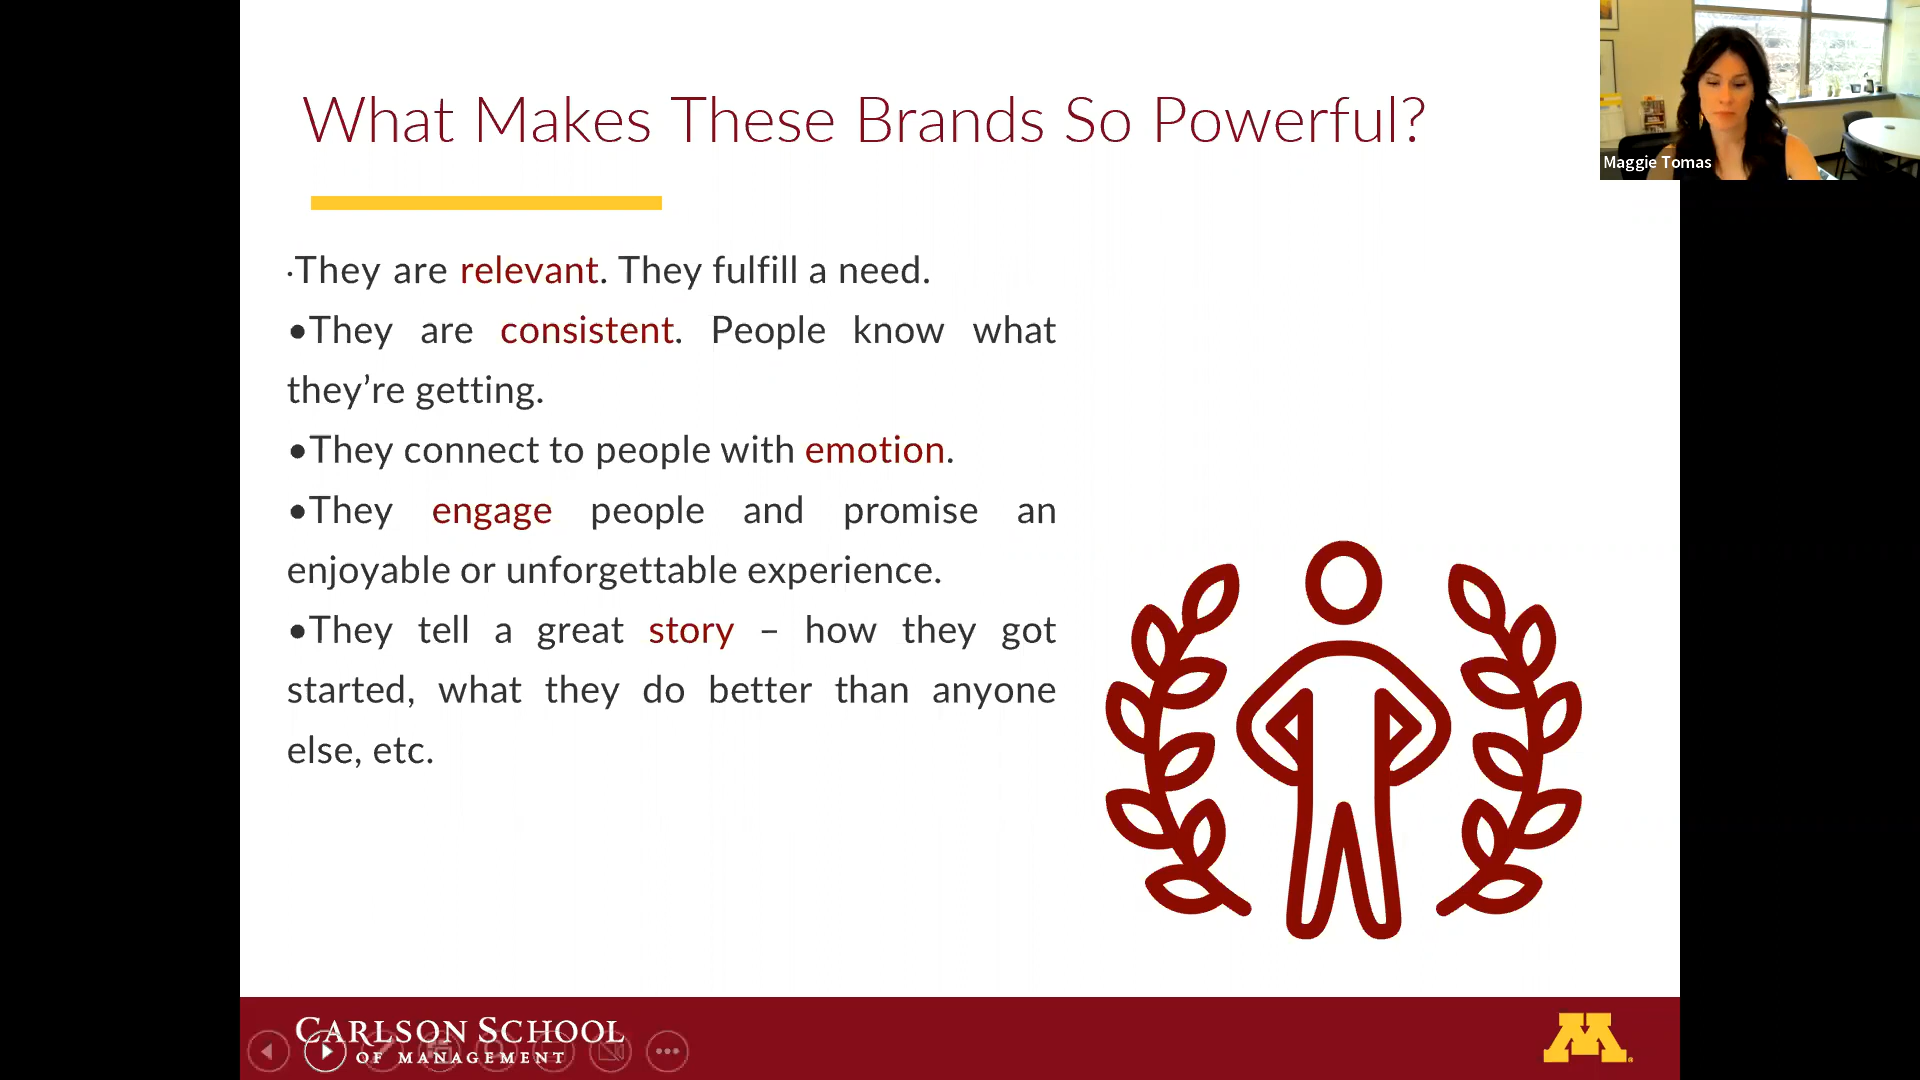 What Makes These Brands So Powerful?
Maggie Tomas
·They are relevant. They fulfill a need.
•They are consistent. People know what
they’re getting.
•They connect to people with emotion.
•They engage people and promise an
enjoyable or unforgettable experience.
•They tell a great story – how they got
started, what they do better than anyone
else, etc.
CARLSON SCHOOL
OF MANAGEMENT
M